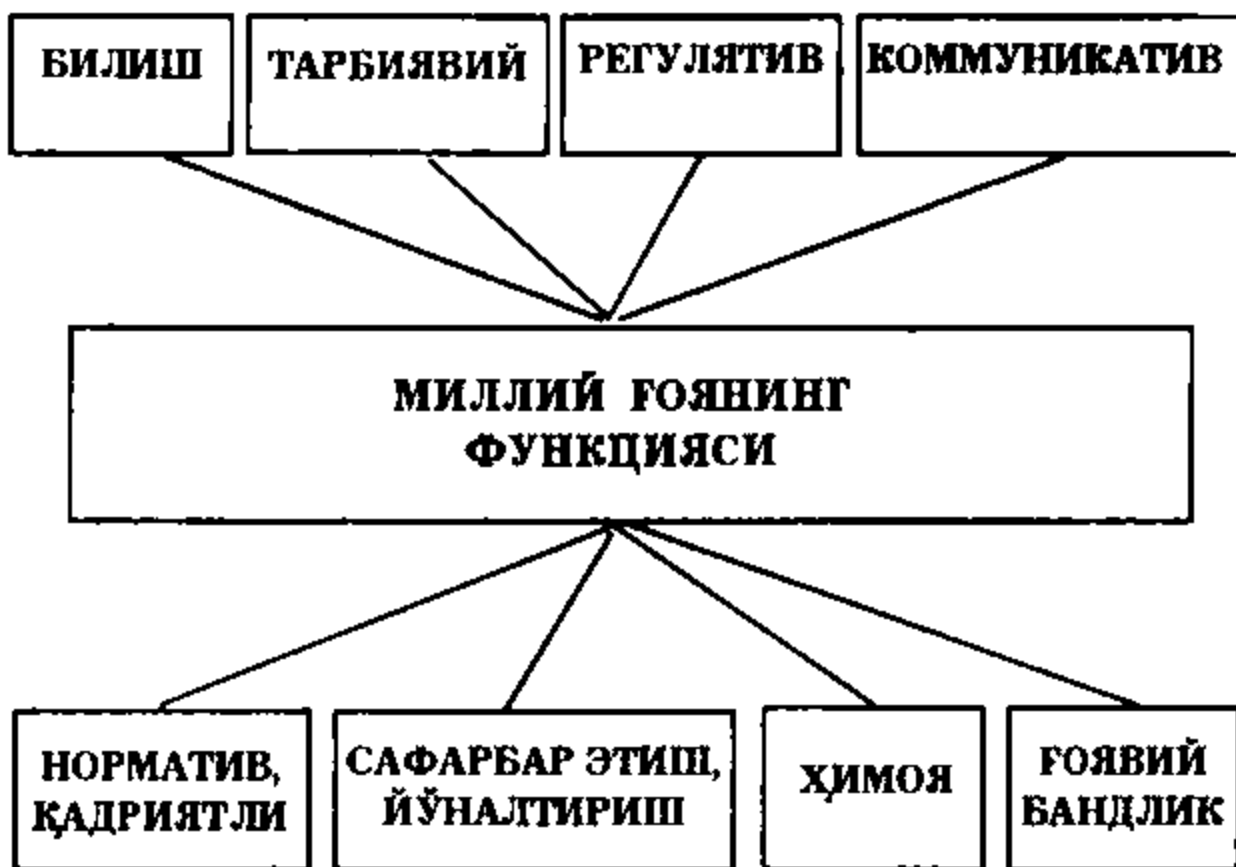 БИЛИШ
ТАРБИЯВИЙ
РЕГУЛЯТИВ
КОММУНИКАТИВ
МИЛЛИЙ ҒОЯНИНГ
ФУНКЦИЯСИ
НОРМАТИВ,
ҚАДРИЯТЛИ
САФАРБАР ЭТИШ,
ЙЎНАЛТИРИШ
ҲИМОЯ
ҒОЯВИЙ
БАНДЛИК